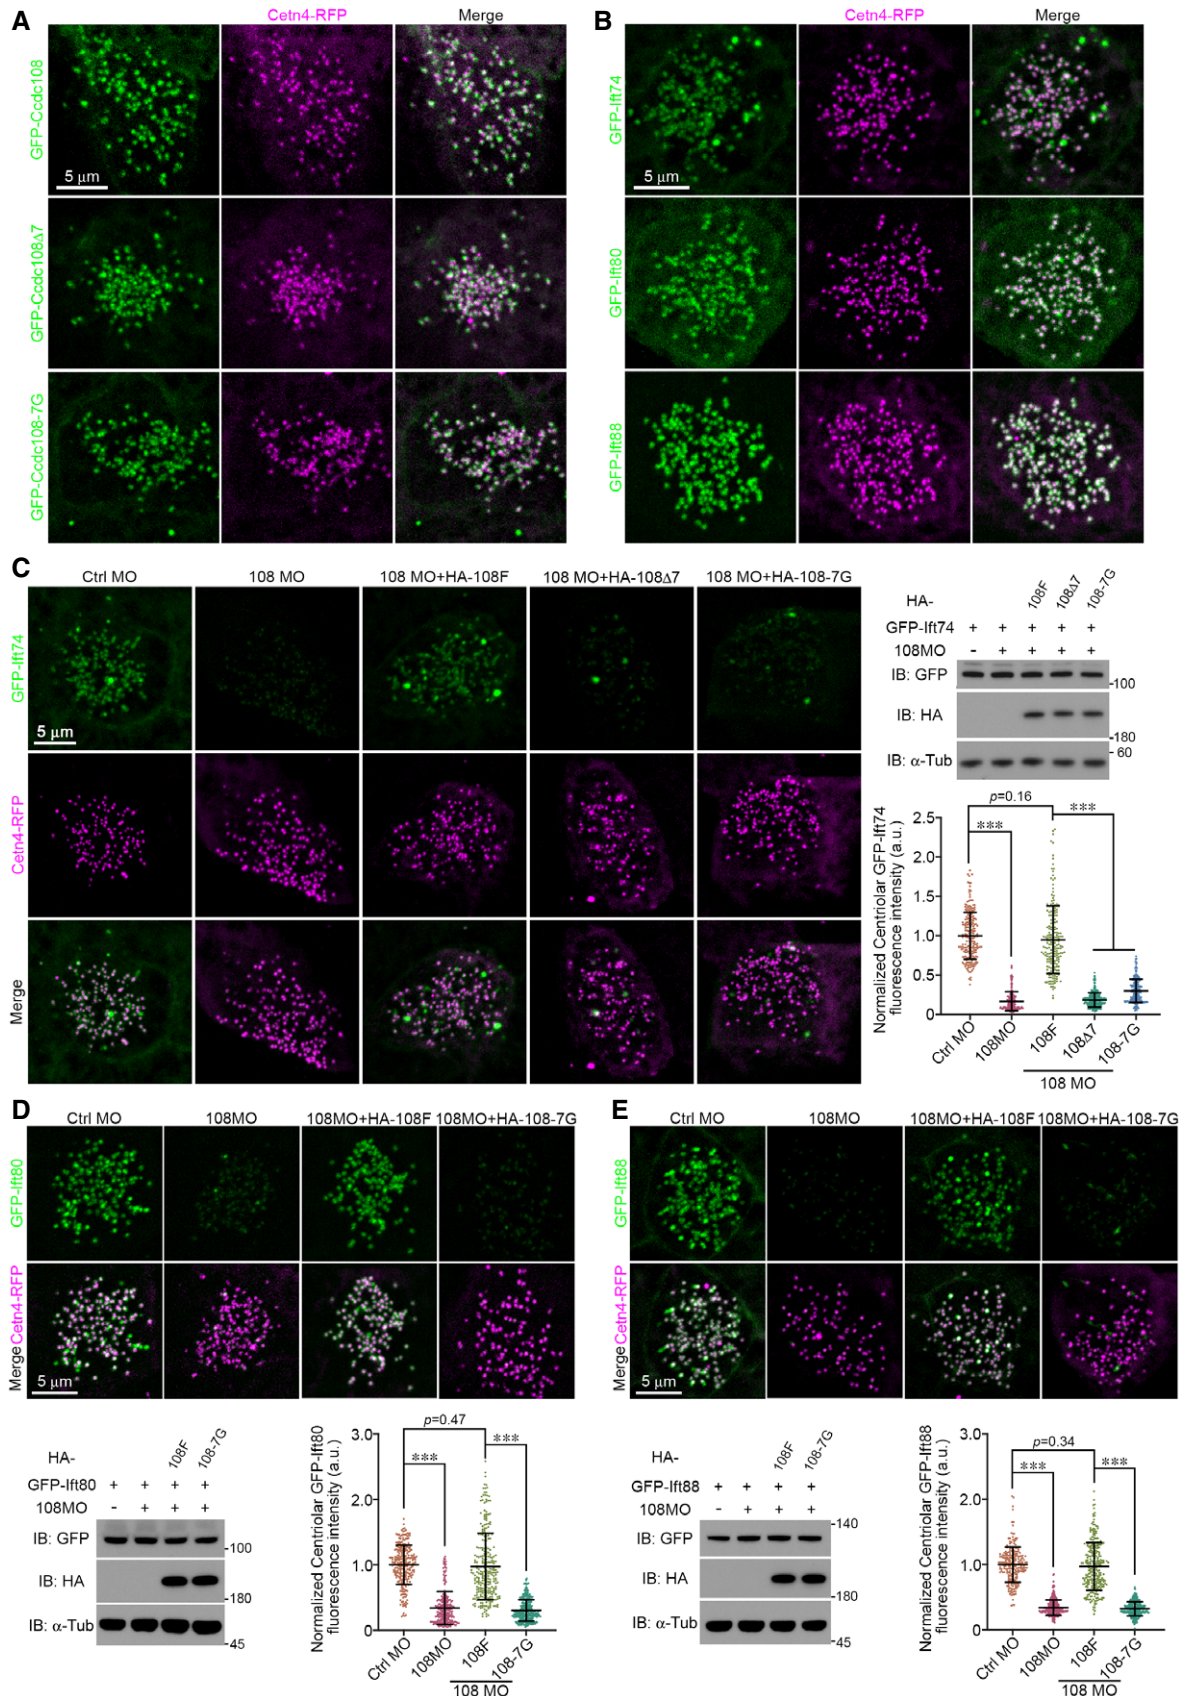 A
Cetn4-RFP
Merge
GFP-Ccdc108
5 μm
GFP-Ccdc108Δ7
GFP-Ccdc108-7G
B
Cetn4-RFP
Merge
GFP-Ift74
5 μm
GFP-Ift80
GFP-Ift88
C
Ctrl MO
108 MO
108 MO+HA-108F
108 MO+HA-108Δ7
108 MO+HA-108-7G
GFP-Ift74
5 μm
Cetn4-RFP
Merge
HA-
108F
108Δ7
108-7G
GFP-Ift74 + + + + +
108MO - + + + +
IB: GFP
-100
IB: HA
-180
IB: α-Tub
- 60
Normalized Centriolar GFP-Ift74
fluorescence intensity (a.u.)
p=0.16
***
***
2.5
2.0
1.5
1.0
0.5
0
Ctrl MO
108MO
108F
108Δ7
108-7G
108 MO
D
Ctrl MO
108MO
108MO+HA-108F
108MO+HA-108-7G
GFP-Ift80
Merge Cetn4-RFP
5 μm
HA-
108F
108-7G
GFP-Ift80 + + + +
108MO - + + +
IB: GFP
-100
IB: HA
-180
IB: α-Tub
-45
Normalized Centriolar GFP-Ift80
fluorescence intensity (a.u.)
p=0.47
***
***
3.0
2.0
1.0
0
Ctrl MO
108MO
108F
108-7G
108 MO
E
Ctrl MO
108MO
108MO+HA-108F
108MO+HA-108-7G
GFP-Ift88
Merge Cetn4-RFP
5 μm
HA-
108F
108-7G
GFP-Ift88 + + + +
108MO - + + +
IB: GFP
-140
IB: HA
-180
IB: α-Tub
-45
Normalized Centriolar GFP-Ift88
fluorescence intensity (a.u.)
p=0.34
***
***
3.0
2.0
1.0
0
Ctrl MO
108MO
108F
108-7G
108 MO